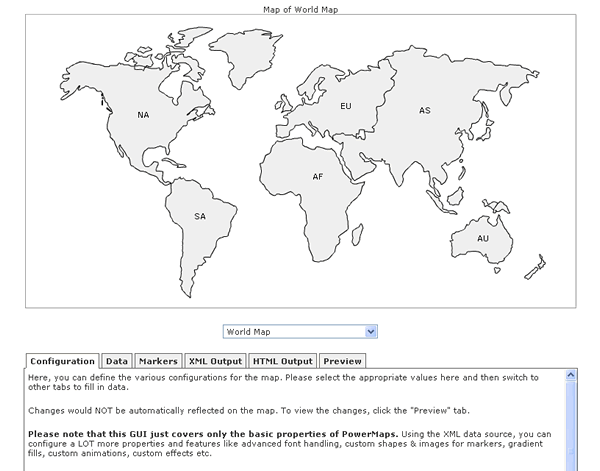 Map of World Map
NA
EU
AS
AF
SA
AU
World Map
Configuration Data Markers XML Output HTML Output Preview
Here, you can define the various configurations for the map. Please select the appropriate values here and then switch to
other tabs to fill in data.
Changes would NOT be automatically reflected on the map. To view the changes, click the "Preview" tab.
Please note that this GUI just covers only the basic properties of PowerMaps. Using the XML data source, you can
configure a LOT more properties and features like advanced font handling, custom shapes & images for markers, gradient
fills, custom animations, custom effects etc.